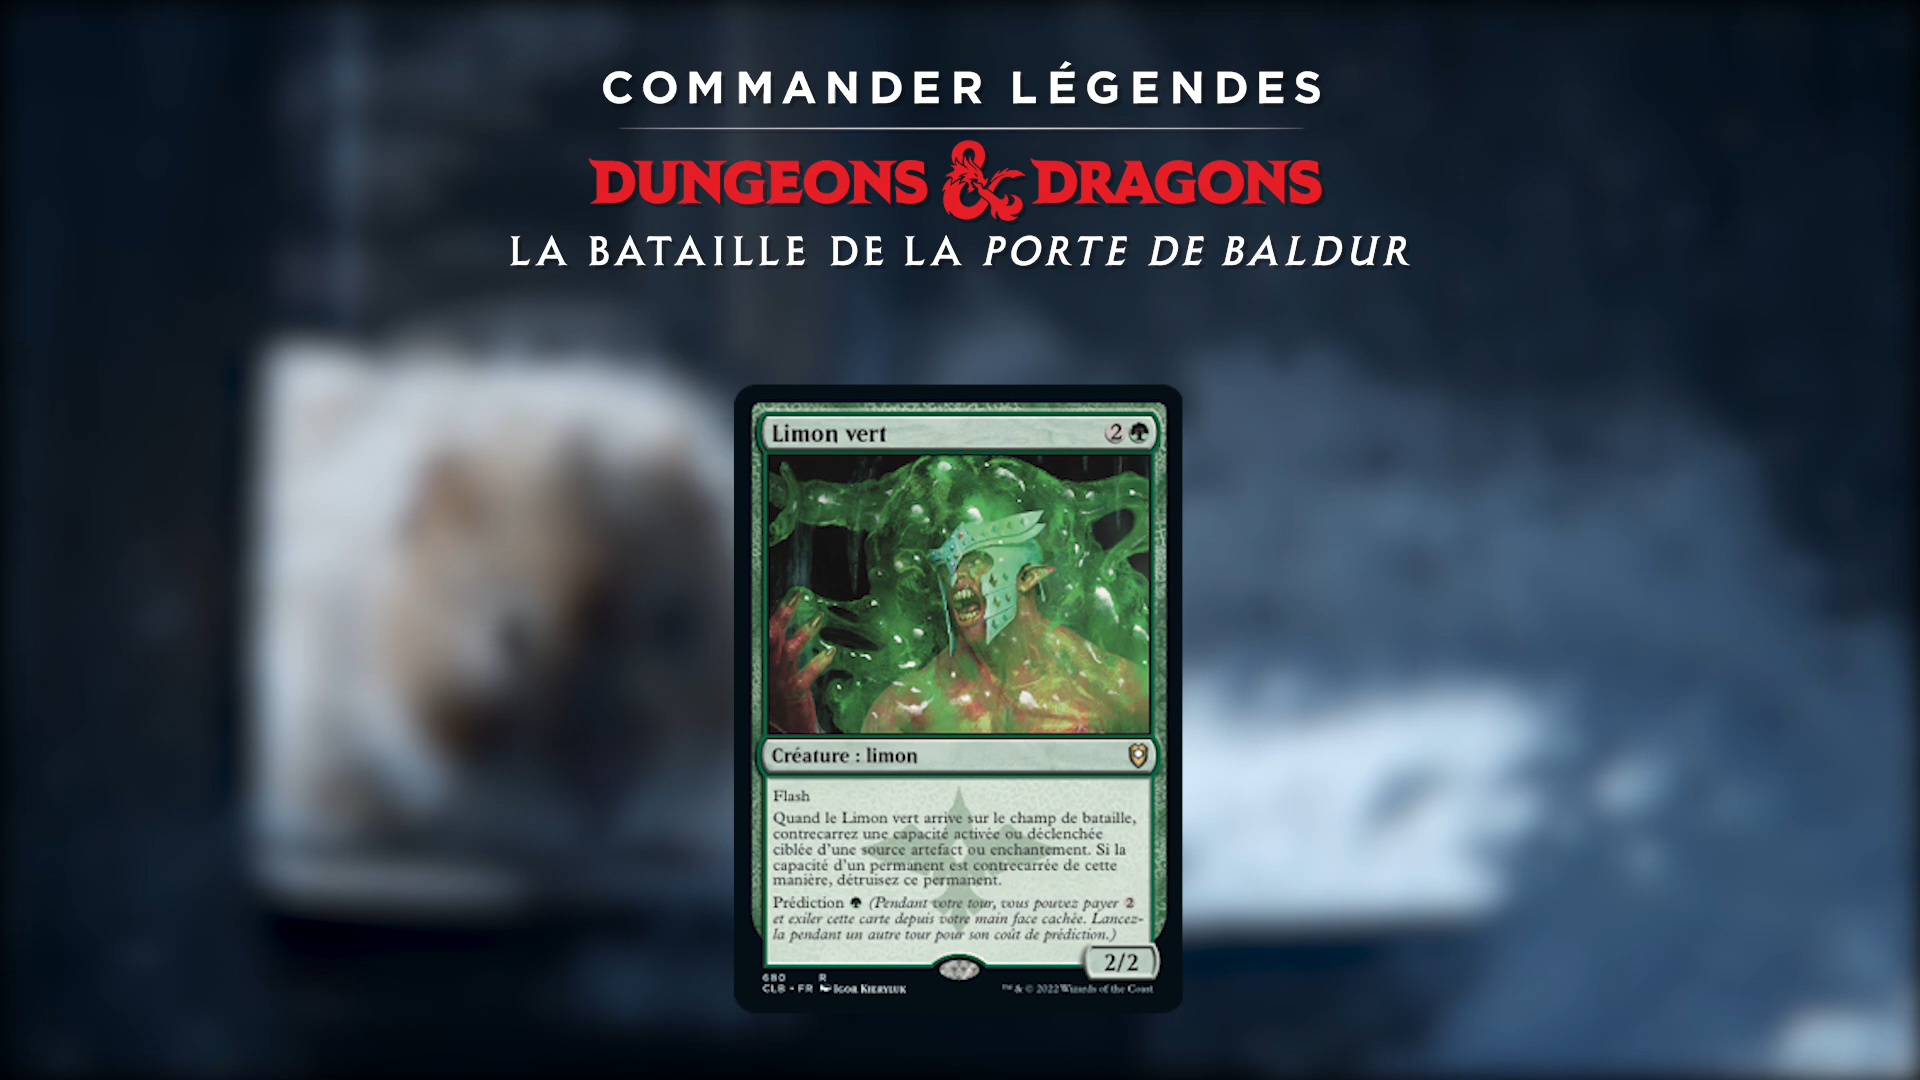 COMMANDER LÉGENDES
DUNGEONS & DRAGONS
LA BATAILLE DE LA PORTE DE BALDUR
Limon vert 2
Créature : limon
Flash
Quand le Limon vert arrive sur le champ de bataille,
contrecarrez une capacité activée ou déclenchée
ciblée d'une source artefact ou enchantement. Si la
capacité d'un permanent est contrecarrée de cette
manière, détruisez ce permanent.
Prédiction (Pendant votre tour, vous pouvez payer 2
et exiler cette carte depuis votre main face cachée. Lancez-
la pendant un autre tour pour son coût de prédiction.)
2/2
680 R
CLB • FR Igor Kieryluk
™ & © 2022 Wizards of the Coast